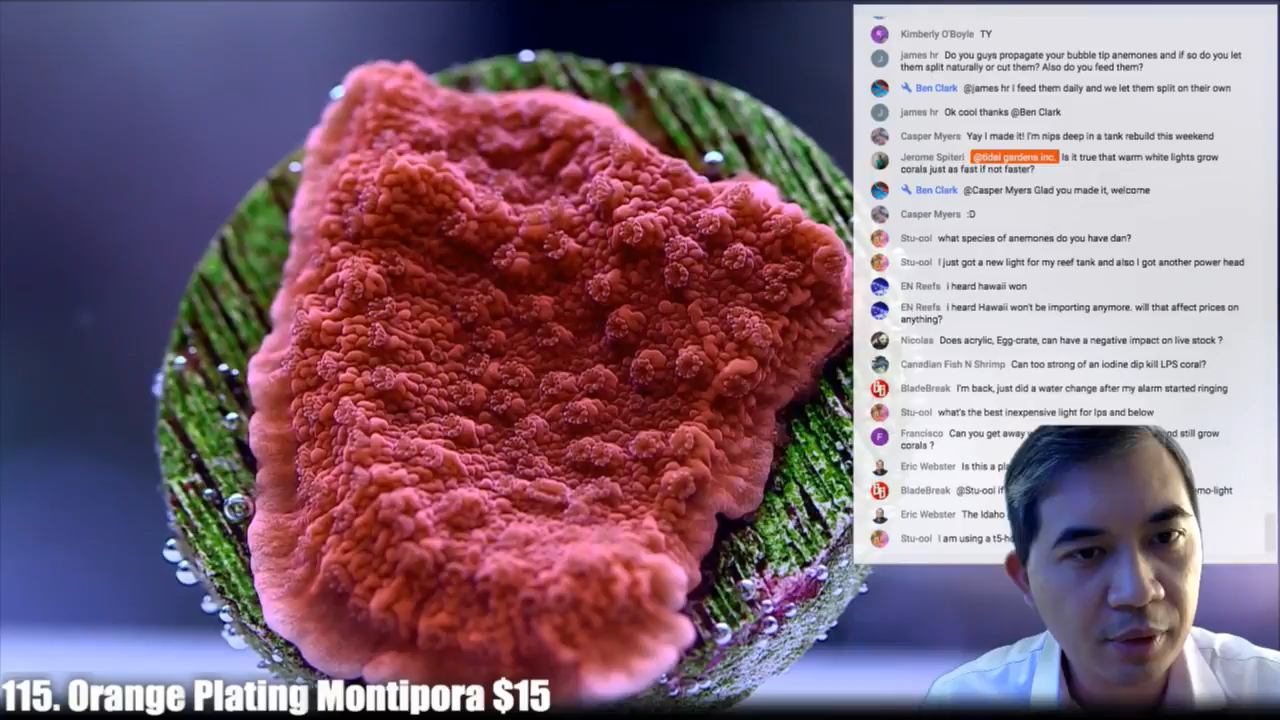 Kimberly O'Boyle TY
james hr Do you guys propagate your bubble tip anemones and if so do you let
them split naturally or cut them? Also do you feed them?
Ben Clark @james hr I feed them daily and we let them split on their own
james hr Ok cool thanks @Ben Clark
Casper Myers Yay I made it! I'm nips deep in a tank rebuild this weekend
Jerome Spiteri @tidal gardens inc. Is it true that warm white lights grow
corals just as fast if not faster?
Ben Clark @Casper Myers Glad you made it, welcome
Casper Myers :D
Stu-ool what species of anemones do you have dan?
Stu-ool I just got a new light for my reef tank and also I got another power head
EN Reefs i heard hawaii won
EN Reefs i heard Hawaii won't be importing anymore. will that affect prices on
anything?
Nicolas Does acrylic, Egg-crate, can have a negative impact on live stock ?
Canadian Fish N Shrimp Can too strong of an iodine dip kill LPS coral?
BladeBreak I'm back, just did a water change after my alarm started ringing
Stu-ool what's the best inexpensive light for lps and below
Francisco Can you get away nd still grow
corals ?
Eric Webster Is this a
BladeBreak @Stu-ool if mo-light
Eric Webster The Idaho
Stu-ool I am using a
115. Orange Plating Montipora $15